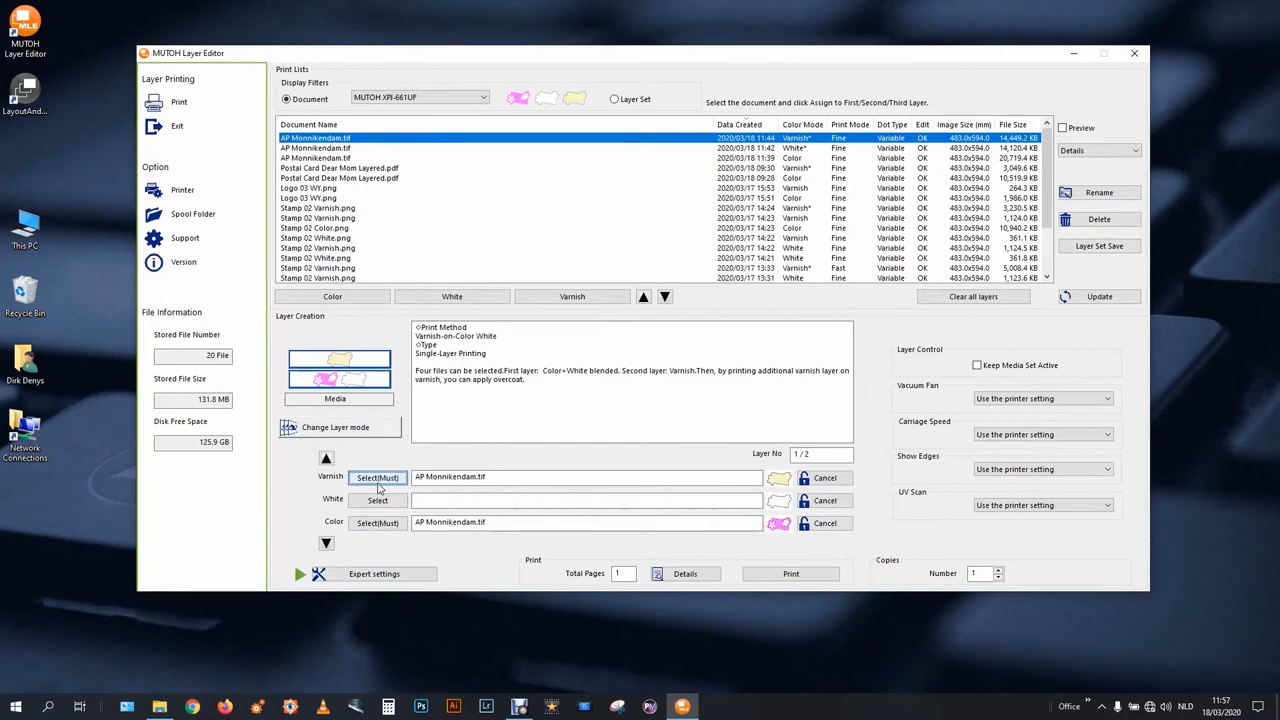 MUTOH Layer Editor
MLE
MUTOH
Layer Editor
LayoutAnd...
This PC
Recycle Bin
Dirk Denys
Network
Connections
Layer Printing
Print
Exit
Option
Printer
Spool Folder
Support
Version
File Information
Stored File Number
20 File
Stored File Size
131.8 MB
Disk Free Space
125.9 GB
Print Lists
Display Filters
Document
MUTOH XPJ-661UF
Layer Set
Select the document and click Assign to First/Second/Third Layer.
Document Name Data Created Color Mode Print Mode Dot Type Edit Image Size (mm) File Size
AP Monnikendam.tif 2020/03/18 11:44 Varnish* Fine Variable OK 483.0x594.0 14,449.2 KB
AP Monnikendam.tif 2020/03/18 11:42 White* Fine Variable OK 483.0x594.0 14,120.4 KB
AP Monnikendam.tif 2020/03/18 11:39 Color Fine Variable OK 483.0x594.0 20,719.4 KB
Postal Card Dear Mom Layered.pdf 2020/03/18 09:30 Varnish* Fine Variable OK 483.0x594.0 3,049.6 KB
Postal Card Dear Mom Layered.pdf 2020/03/18 09:28 Color Fine Variable OK 483.0x594.0 10,519.9 KB
Logo 03 WY.png 2020/03/17 15:53 Varnish Fine Variable OK 483.0x594.0 264.3 KB
Logo 03 WY.png 2020/03/17 15:51 Color Fine Variable OK 483.0x594.0 1,986.0 KB
Stamp 02 Varnish.png 2020/03/17 14:24 Varnish* Fine Variable OK 483.0x594.0 3,230.5 KB
Stamp 02 Varnish.png 2020/03/17 14:23 Varnish Fine Variable OK 483.0x594.0 1,124.0 KB
Stamp 02 Color.png 2020/03/17 14:23 Color Fine Variable OK 483.0x594.0 10,940.2 KB
Stamp 02 White.png 2020/03/17 14:22 Varnish Fine Variable OK 483.0x594.0 361.1 KB
Stamp 02 Varnish.png 2020/03/17 14:22 White Fine Variable OK 483.0x594.0 1,124.5 KB
Stamp 02 White.png 2020/03/17 14:21 White Fine Variable OK 483.0x594.0 361.8 KB
Stamp 02 Varnish.png 2020/03/17 13:33 Varnish* Fast Variable OK 483.0x594.0 5,008.4 KB
Stamp 02 Varnish.png 2020/03/17 13:31 White Fine Variable OK 483.0x594.0 1,123.6 KB
Preview
Details
Rename
Delete
Layer Set Save
Color White Varnish Clear all layers Update
Layer Creation
◇Print Method
Varnish-on-Color White
◇Type
Single-Layer Printing
Four files can be selected.First layer: Color+White blended. Second layer: Varnish.Then, by printing additional varnish layer on
varnish, you can apply overcoat.
Media
Change Layer mode
Layer No 1 / 2
Varnish Select(Must) AP Monnikendam.tif Cancel
White Select Cancel
Color Select(Must) AP Monnikendam.tif Cancel
Expert settings
Print
Total Pages 1 Details Print
Layer Control
Keep Media Set Active
Vacuum Fan
Use the printer setting
Carriage Speed
Use the printer setting
Show Edges
Use the printer setting
UV Scan
Use the printer setting
Copies
Number 1
Ps Ai Lr PM
Office NLD
11:57
18/03/2020